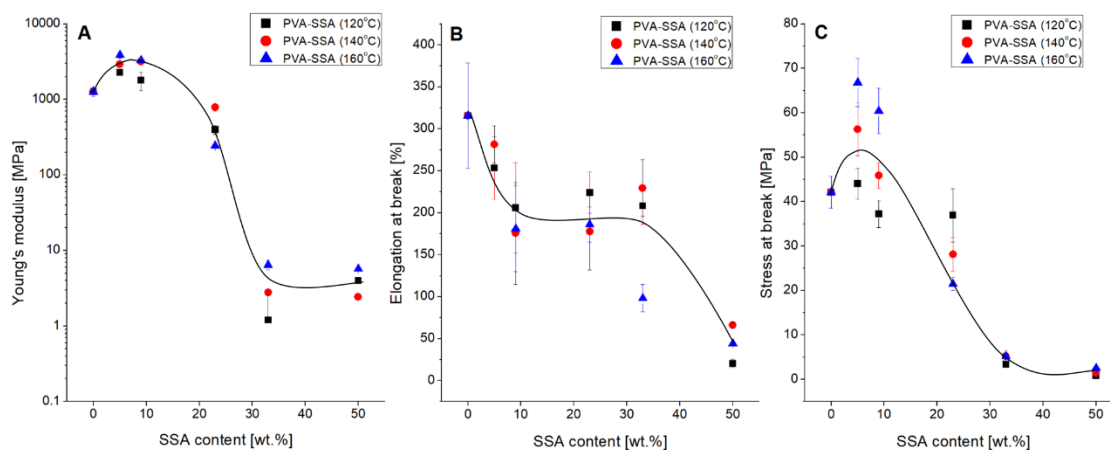 A
PVA-SSA (120°C)
PVA-SSA (140°C)
PVA-SSA (160°C)
10000
1000
100
10
1
0.1
Young's modulus [MPa]
0 10 20 30 40 50
SSA content [wt.%]
B
PVA-SSA (120°C)
PVA-SSA (140°C)
PVA-SSA (160°C)
400
350
300
250
200
150
100
50
0
Elongation at break [%]
0 10 20 30 40 50
SSA content [wt.%]
C
PVA-SSA (120°C)
PVA-SSA (140°C)
PVA-SSA (160°C)
80
70
60
50
40
30
20
10
0
Stress at break [MPa]
0 10 20 30 40 50
SSA content [wt.%]